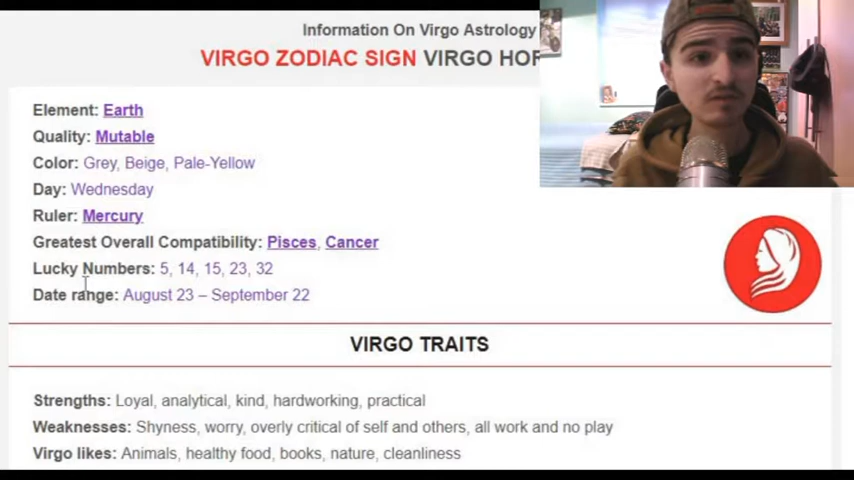 Information On Virgo Astrology
VIRGO ZODIAC SIGN VIRGO
Element: Earth
Quality: Mutable
Color: Grey, Beige, Pale-Yellow
Day: Wednesday
Ruler: Mercury
Greatest Overall Compatibility: Pisces, Cancer
Lucky Numbers: 5, 14, 15, 23, 32
Date range: August 23 – September 22
VIRGO TRAITS
Strengths: Loyal, analytical, kind, hardworking, practical
Weaknesses: Shyness, worry, overly critical of self and others, all work and no play
Virgo likes: Animals, healthy food, books, nature, cleanliness